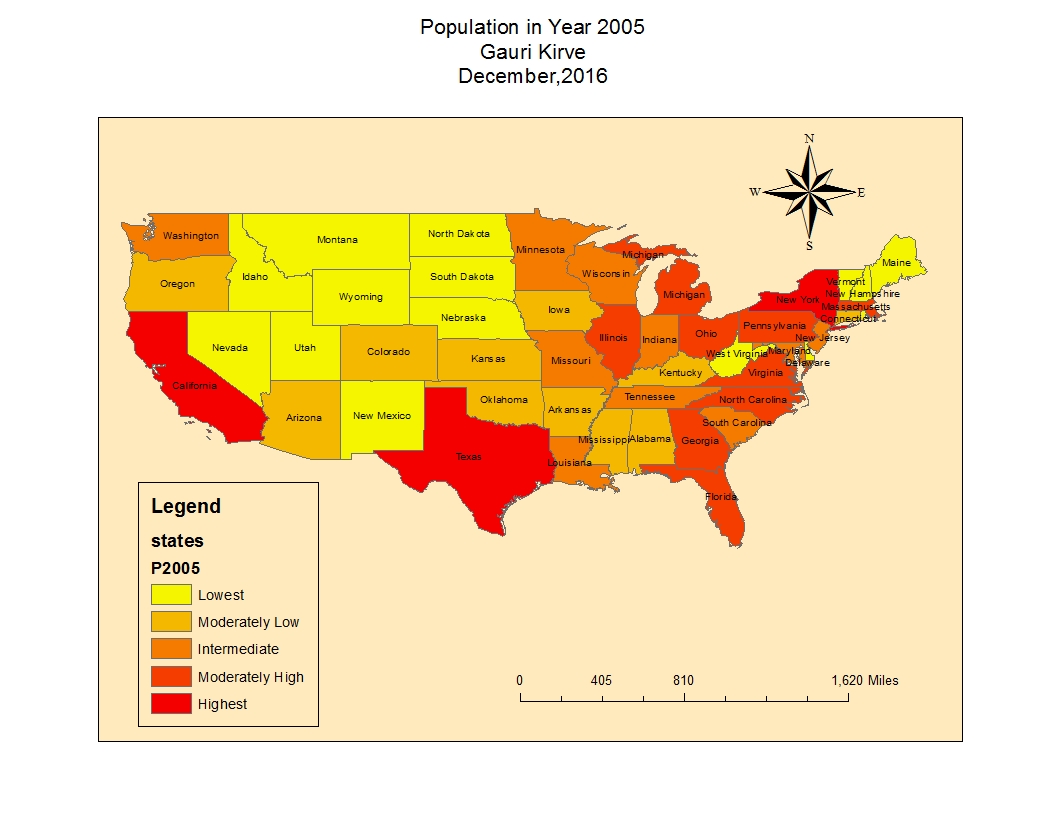 Population in Year 2005
Gauri Kirve
December,2016
N
W
E
S
Washington
Montana
North Dakota
Minnesota
Michigan
Maine
Oregon
Idaho
South Dakota
Wisconsin
Vermont
Wyoming
Michigan
New York
New Hampshire
Nebraska
Iowa
Massachusetts
Connecticut
Nevada
Utah
Colorado
Kansas
Illinois
Indiana
Ohio
Pennsylvania
New Jersey
Missouri
West Virginia
Maryland
Delaware
California
Kentucky
Virginia
Arizona
New Mexico
Oklahoma
Arkansas
Tennessee
North Carolina
Mississippi
Alabama
Georgia
South Carolina
Texas
Louisiana
Florida
Legend
states
P2005
Lowest
Moderately Low
Intermediate
Moderately High
Highest
0 405 810 1,620 Miles